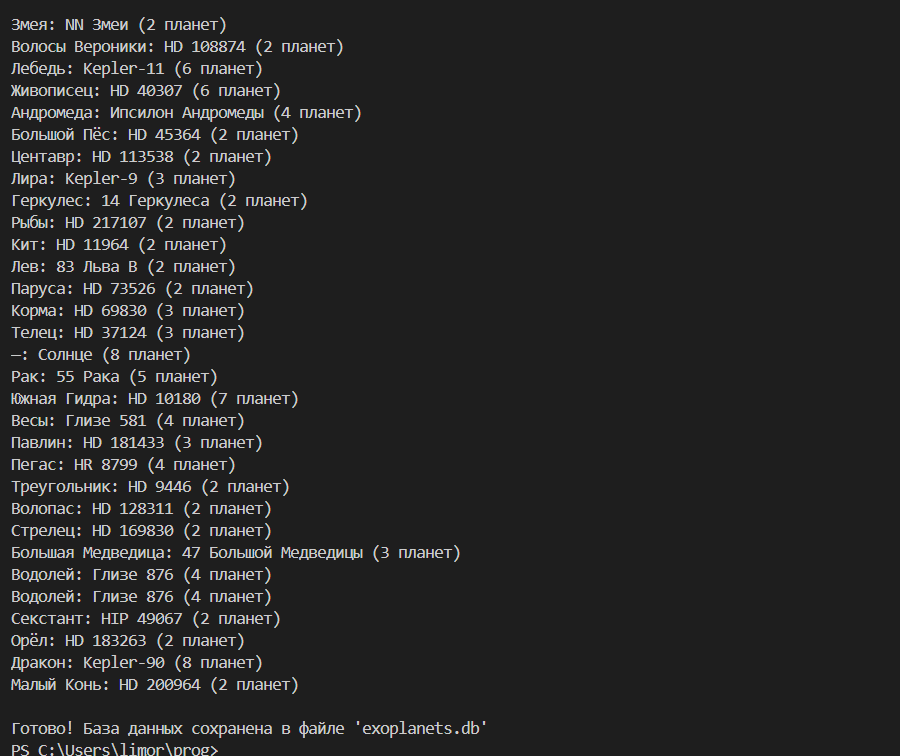 Змея: NN Змеи (2 планет)
Волосы Вероники: HD 108874 (2 планет)
Лебедь: Kepler-11 (6 планет)
Живописец: HD 40307 (6 планет)
Андромеда: Ипсилон Андромеды (4 планет)
Большой Пёс: HD 45364 (2 планет)
Центавр: HD 113538 (2 планет)
Лира: Kepler-9 (3 планет)
Геркулес: 14 Геркулеса (2 планет)
Рыбы: HD 217107 (2 планет)
Кит: HD 11964 (2 планет)
Лев: 83 Льва B (2 планет)
Паруса: HD 73526 (2 планет)
Корма: HD 69830 (3 планет)
Телец: HD 37124 (3 планет)
—: Солнце (8 планет)
Рак: 55 Рака (5 планет)
Южная Гидра: HD 10180 (7 планет)
Весы: Глизе 581 (4 планет)
Павлин: HD 181433 (3 планет)
Пегас: HR 8799 (4 планет)
Треугольник: HD 9446 (2 планет)
Волопас: HD 128311 (2 планет)
Стрелец: HD 169830 (2 планет)
Большая Медведица: 47 Большой Медведицы (3 планет)
Водолей: Глизе 876 (4 планет)
Водолей: Глизе 876 (4 планет)
Секстант: HIP 49067 (2 планет)
Орёл: HD 183263 (2 планет)
Дракон: Kepler-90 (8 планет)
Малый Конь: HD 200964 (2 планет)
Готово! База данных сохранена в файле 'exoplanets.db'
PS C:\Users\limor\prog>